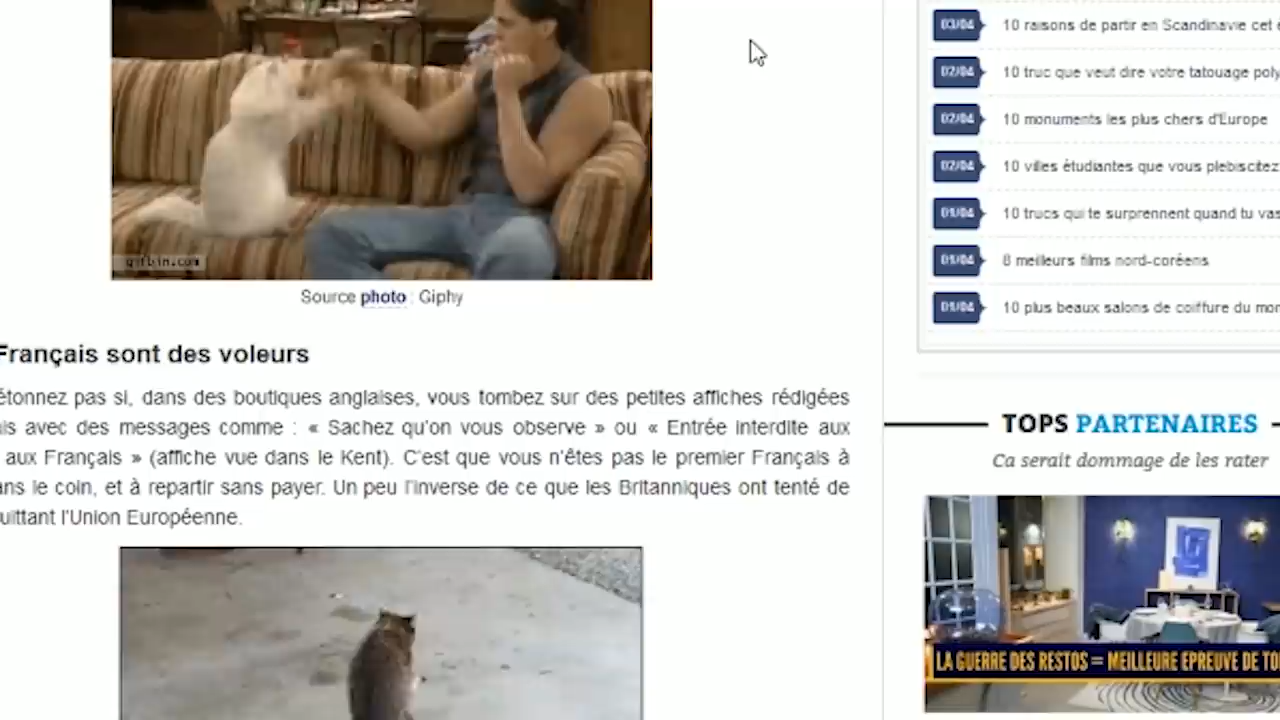 gifbin.com
Source photo : Giphy
Français sont des voleurs
étonnez pas si, dans des boutiques anglaises, vous tombez sur des petites affiches rédigées
avec des messages comme : « Sachez qu'on vous observe » ou « Entrée interdite aux
aux Français » (affiche vue dans le Kent). C'est que vous n'êtes pas le premier Français à
le coin, et à repartir sans payer. Un peu l'inverse de ce que les Britanniques ont tenté de
l'Union Européenne.
03/04 10 raisons de partir en Scandinavie cet
02/04 10 truc que veut dire votre tatouage
02/04 10 monuments les plus chers d'Europe
02/04 10 villes étudiantes que vous plebiscitez
01/04 10 trucs qui te surprennent quand tu
01/04 8 meilleurs films nord-coréens
01/04 10 plus beaux salons de coiffure du
TOPS PARTENAIRES
Ca serait dommage de les rater
LA GUERRE DES RESTOS = MEILLEURE EPREUVE DE